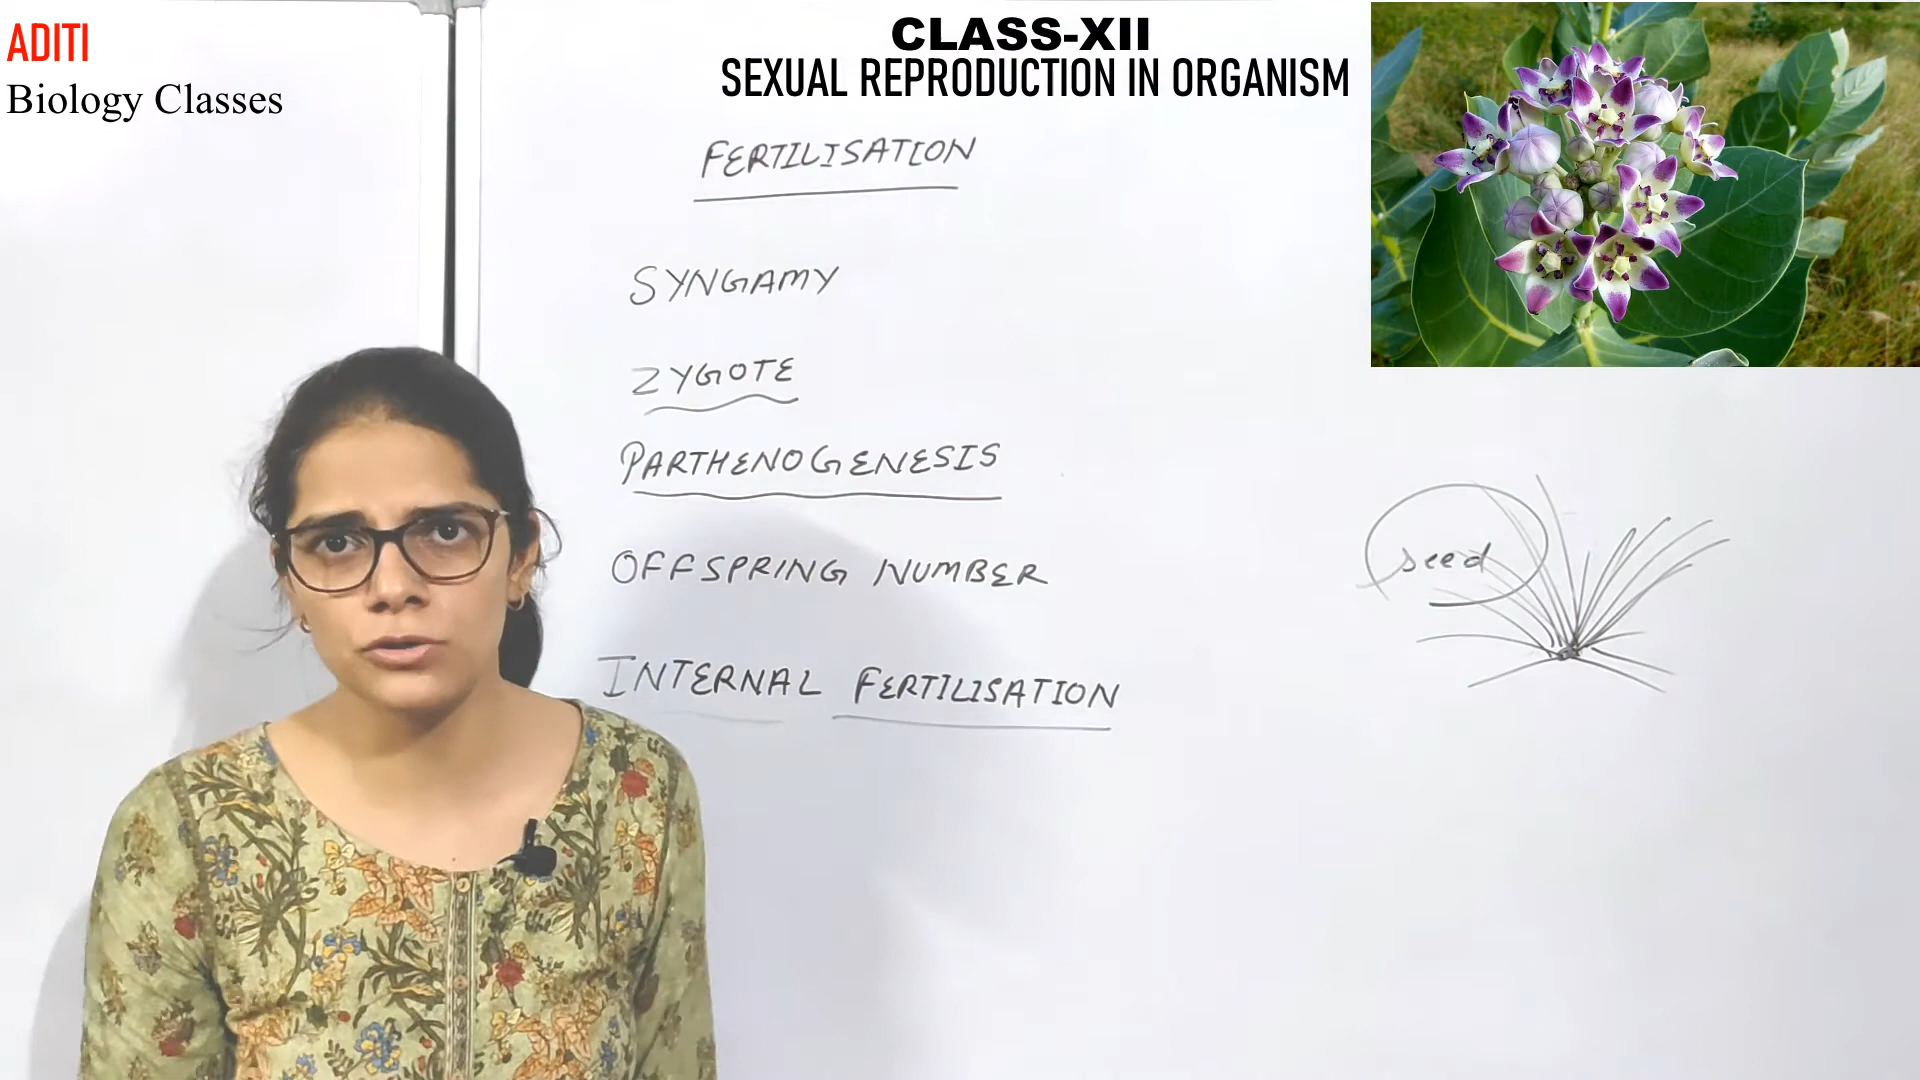 ADITI
Biology Classes
CLASS-XII
SEXUAL REPRODUCTION IN ORGANISM
FERTILISATION
SYNGAMY
ZYGOTE
PARTHENOGENESIS
OFFSPRING NUMBER
INTERNAL FERTILISATION
seed